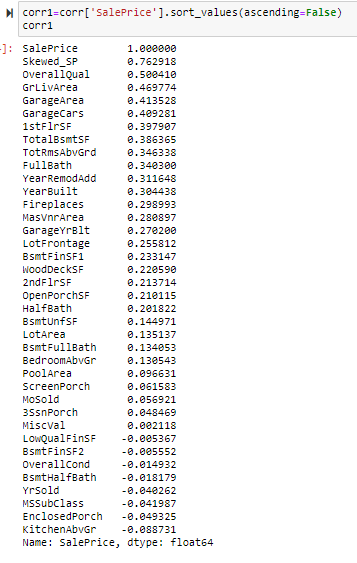 corr1=corr['SalePrice'].sort_values(ascending=False)
corr1
]: SalePrice 1.000000
Skewed_SP 0.762918
OverallQual 0.500410
GrLivArea 0.469774
GarageArea 0.413528
GarageCars 0.409281
1stFlrSF 0.397907
TotalBsmtSF 0.386365
TotRmsAbvGrd 0.346338
FullBath 0.340300
YearRemodAdd 0.311648
YearBuilt 0.304438
Fireplaces 0.298993
MasVnrArea 0.280897
GarageYrBlt 0.270200
LotFrontage 0.255812
BsmtFinSF1 0.233147
WoodDeckSF 0.220590
2ndFlrSF 0.213714
OpenPorchSF 0.210115
HalfBath 0.201822
BsmtUnfSF 0.144971
LotArea 0.135137
BsmtFullBath 0.134053
BedroomAbvGr 0.130543
PoolArea 0.096631
ScreenPorch 0.061583
MoSold 0.056921
3SsnPorch 0.048469
MiscVal 0.002118
LowQualFinSF -0.005367
BsmtFinSF2 -0.005552
OverallCond -0.014932
BsmtHalfBath -0.018179
YrSold -0.040262
MSSubClass -0.041987
EnclosedPorch -0.049325
KitchenAbvGr -0.088731
Name: SalePrice, dtype: float64